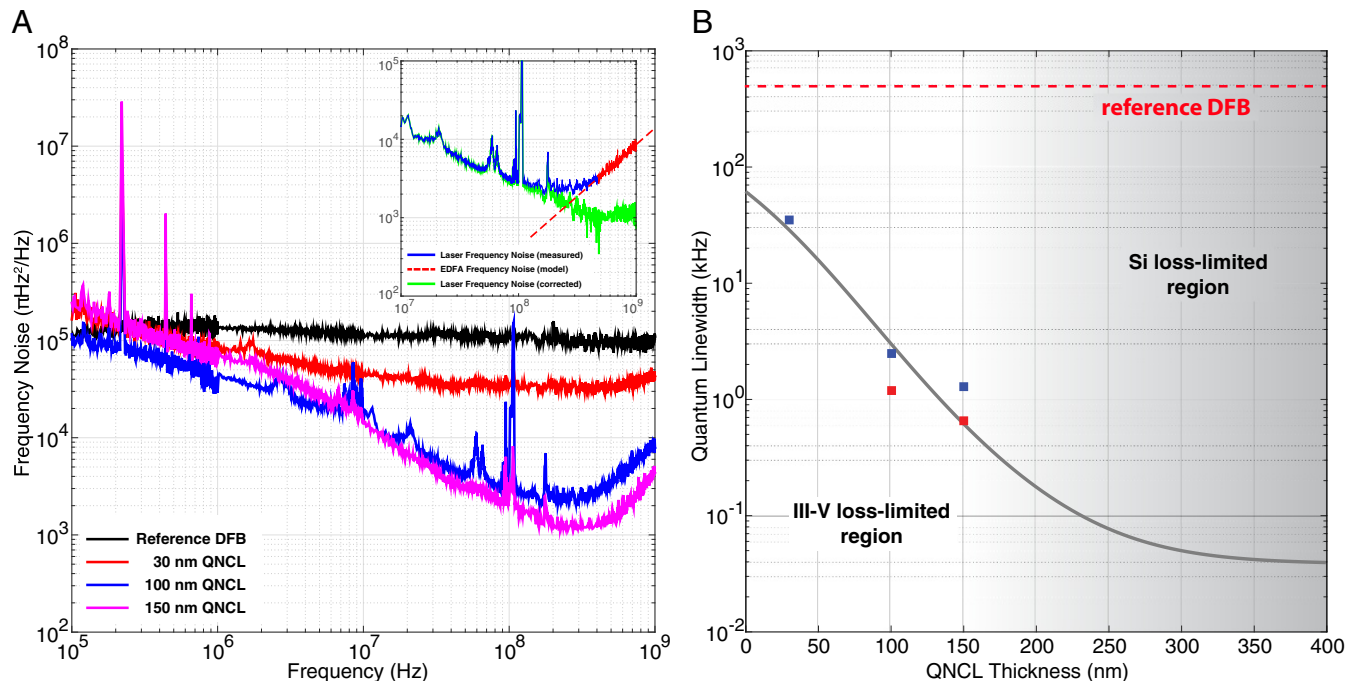 A
10^8
10^7
10^6
10^5
10^4
10^3
10^2
Frequency Noise (πHz²/Hz)
10^5
10^6
10^7
10^8
10^9
Frequency (Hz)
Reference DFB
30 nm QNCL
100 nm QNCL
150 nm QNCL
10^5
10^4
10^3
10^2
10^7
10^8
10^9
Laser Frequency Noise (measured)
EDFA Frequency Noise (model)
Laser Frequency Noise (corrected)
B
10^3
10^2
10^1
10^0
10^-1
10^-2
Quantum Linewidth (kHz)
reference DFB
Si loss-limited
region
III-V loss-limited
region
0
50
100
150
200
250
300
350
400
QNCL Thickness (nm)